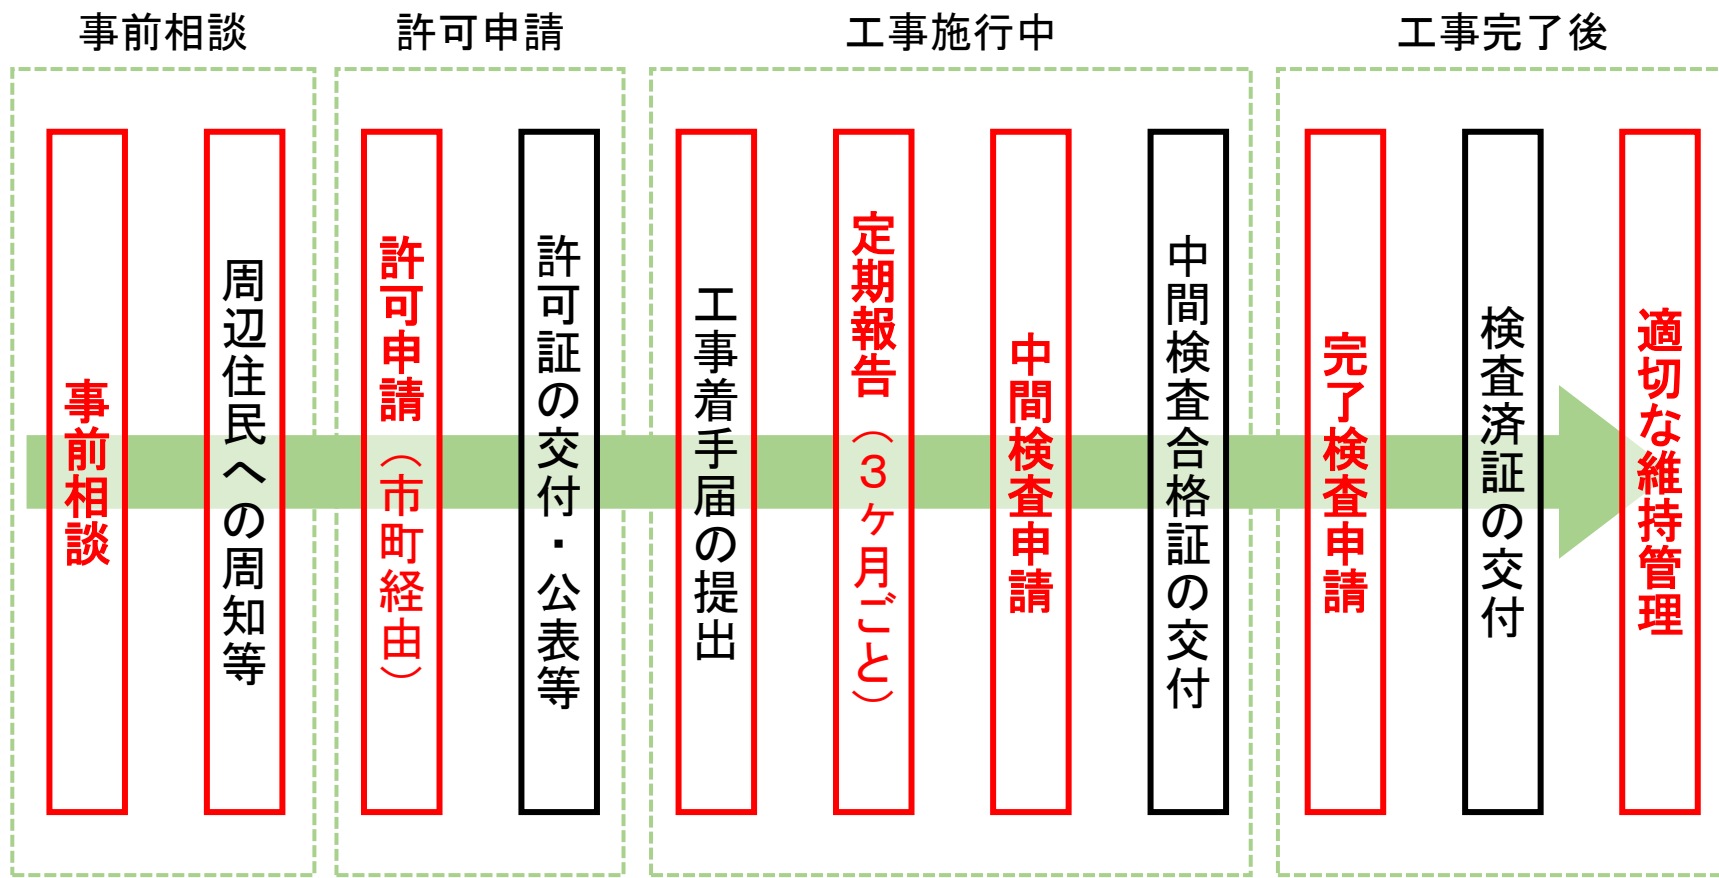 事前相談
許可申請
工事施行中
工事完了後
事前相談
周辺住民への周知等
許可申請（市町経由）
許可証の交付・公表等
工事着手届の提出
定期報告（３ヶ月ごと）
中間検査申請
中間検査合格証の交付
完了検査申請
検査済証の交付
適切な維持管理